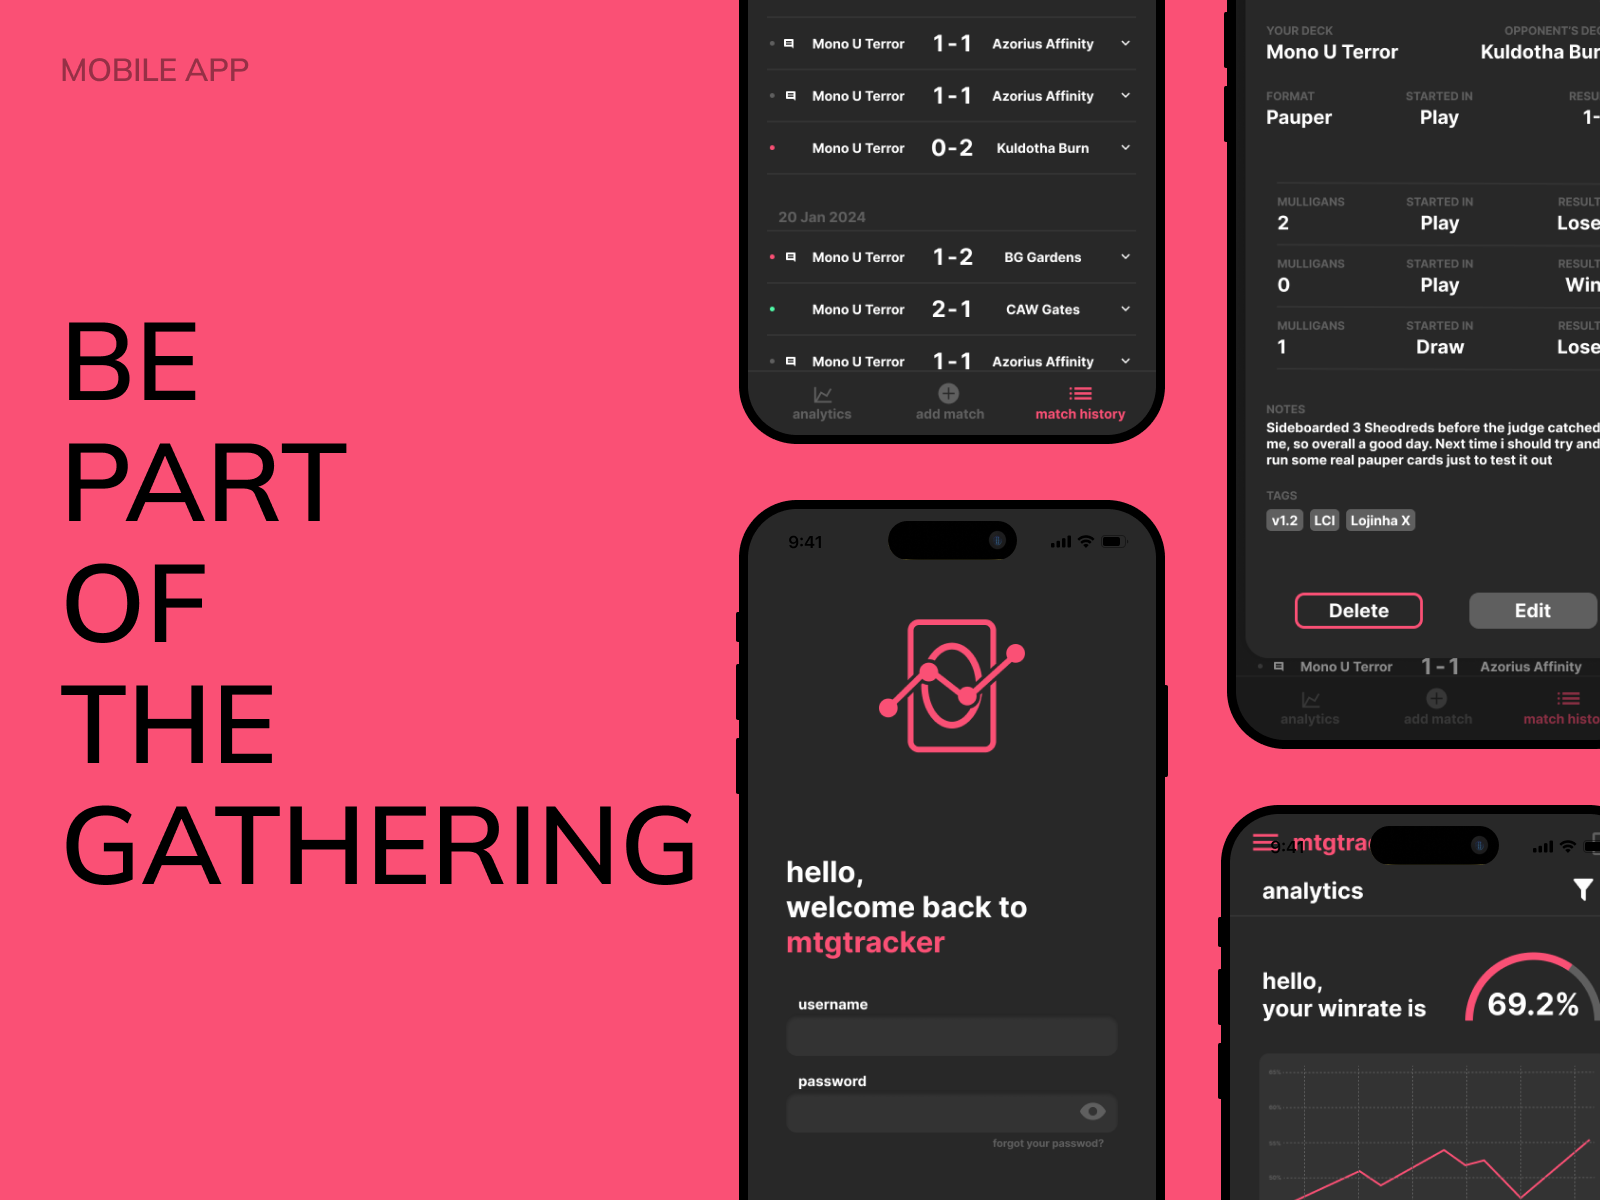 MOBILE APP
BE
PART
OF
THE
GATHERING
Mono U Terror 1-1 Azorius Affinity
Mono U Terror 1-1 Azorius Affinity
Mono U Terror 0-2 Kuldotha Burn
20 Jan 2024
Mono U Terror 1-2 BG Gardens
Mono U Terror 2-1 CAW Gates
Mono U Terror 1-1 Azorius Affinity
analytics add match match history
9:41
hello,
welcome back to
mtgtracker
username
password
forgot your passwod?
YOUR DECK OPPONENT'S DEC
Mono U Terror Kuldotha Bur
FORMAT STARTED IN RESU
Pauper Play 1-
MULLIGANS STARTED IN RESULT
2 Play Lose
MULLIGANS STARTED IN RESULT
0 Play Win
MULLIGANS STARTED IN RESULT
1 Draw Lose
NOTES
Sideboarded 3 Sheodreds before the judge catched
me, so overall a good day. Next time i should try and
run some real pauper cards just to test it out
TAGS
v1.2 LCI Lojinha X
Delete Edit
Mono U Terror 1-1 Azorius Affinity
analytics add match match histo
9:41 mtgtra
analytics
hello,
your winrate is
69.2%